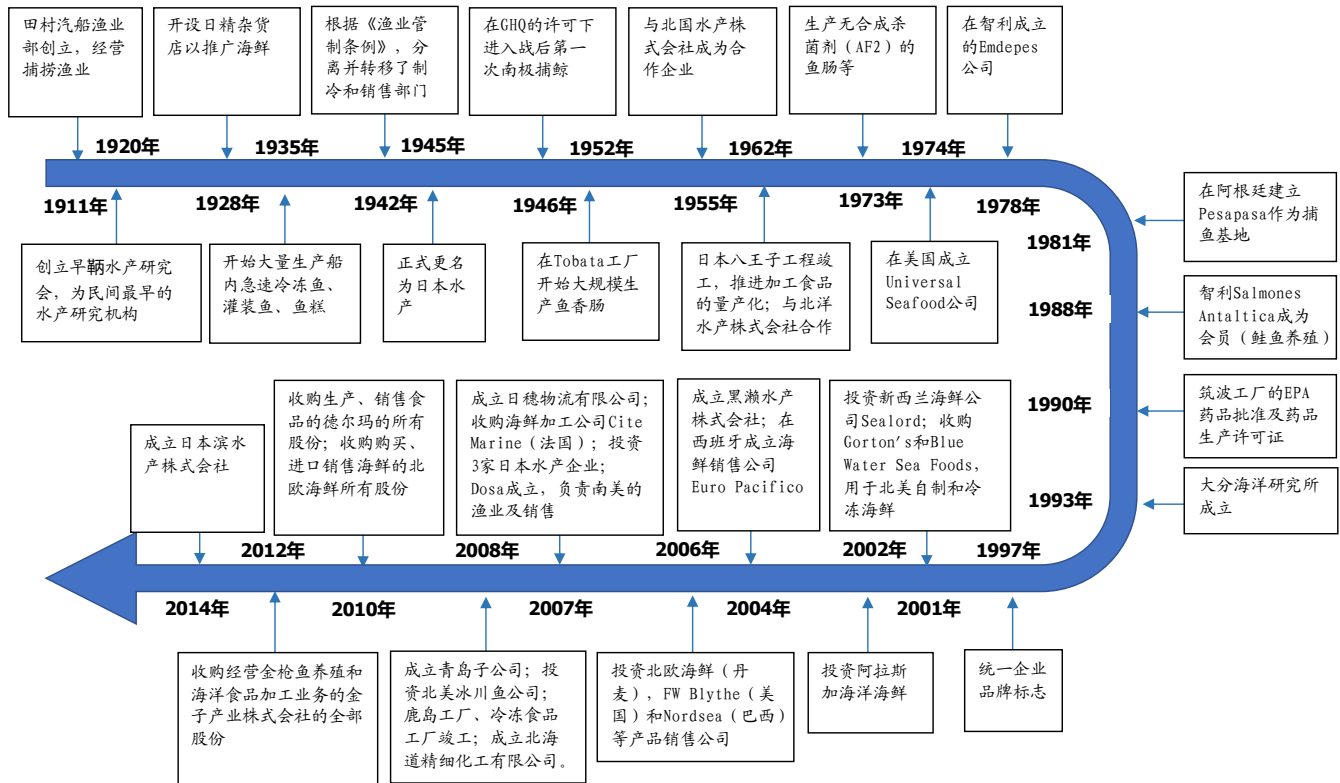 田村汽船渔业
部创立，经营
捕捞渔业
开设日精杂货
店以推广海鲜
根据《渔业管
制条例》，分
离并转移了制
冷和销售部门
在GHQ的许可下
进入战后第一
次南极捕鲸
与北国水产株
式会社成为合
作企业
生产无合成杀
菌剂（AF2）的
鱼肠等
在智利成立
的Emdepes
公司
1920年
1935年
1945年
1952年
1962年
1974年
1911年
1928年
1942年
1946年
1955年
1973年
1978年
创立早鞆水产研究
会，为民间最早的
水产研究机构
开始大量生产船
内急速冷冻鱼、
灌装鱼、鱼糕
正式更名
为日本水
产
在Tobata工厂
开始大规模生
产鱼香肠
日本八王子工程竣
工，推进加工食品
的量产化；与北洋
水产株式会社合作
在美国成立
Universal
Seafood公司
1981年
在阿根廷建立
Pesapasa作为捕
鱼基地
1988年
智利Salmones
Antaltica成为
会员（鲑鱼养殖）
1990年
筑波工厂的EPA
药品批准及药品
生产许可证
1993年
大分海洋研究所
成立
成立日本滨水
产株式会社
收购生产、销售食
品的德尔玛的所有
股份；收购购买、
进口销售海鲜的北
欧海鲜所有股份
成立日穗物流有限公司；
收购海鲜加工公司Cite
Marine（法国）；投资
3家日本水产企业；
Dosa成立，负责南美的
渔业及销售
成立黑濑水产
株式会社；在
西班牙成立海
鲜销售公司
Euro Pacifico
投资新西兰海鲜公
司Sealord；收购
Gorton's和Blue
Water Sea Foods，
用于北美自制和冷
冻海鲜
2012年
2008年
2006年
2002年
1997年
2014年
2010年
2007年
2004年
2001年
收购经营金枪鱼养殖和
海洋食品加工业务的金
子产业株式会社的全部
股份
成立青岛子公司；投
资北美冰川鱼公司；
鹿岛工厂、冷冻食品
工厂竣工；成立北海
道精细化工有限公司。
投资北欧海鲜（丹
麦），FW Blythe（美
国）和Nordsea（巴西）
等产品销售公司
投资阿拉斯
加海洋海鲜
统一企业
品牌标志